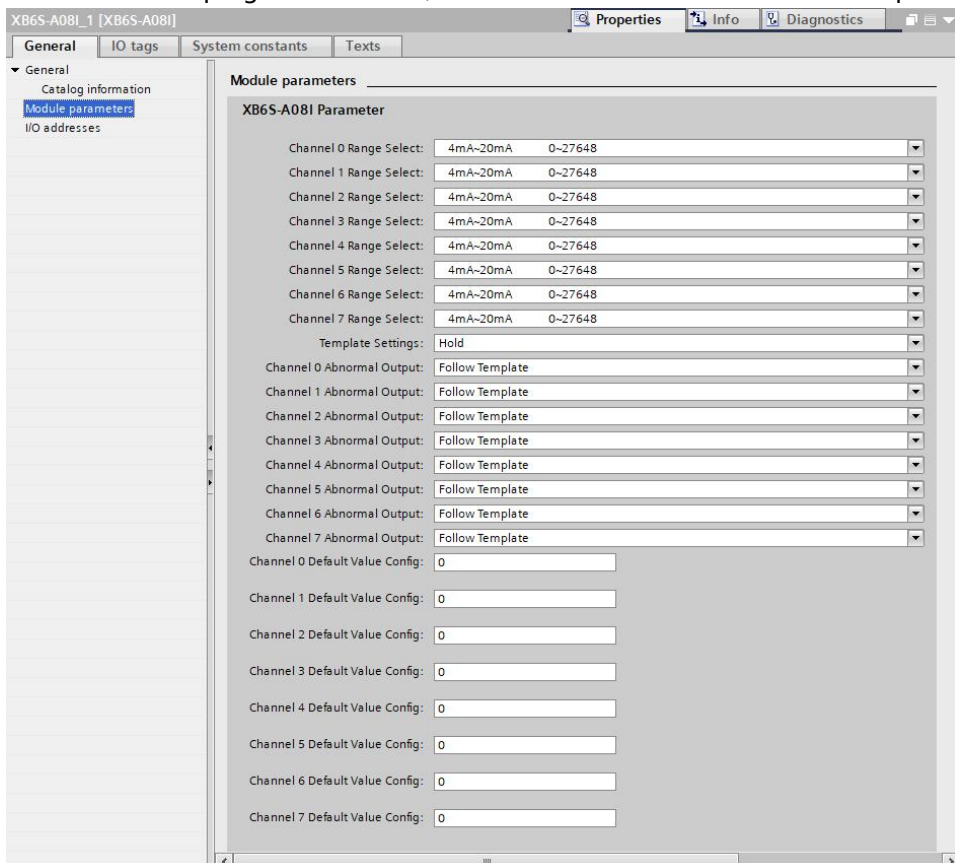 XB6S-A08I_1 [XB6S-A08I]
Properties Info Diagnostics
General IO tags System constants Texts
General
Catalog information
Module parameters
I/O addresses
Module parameters
XB6S-A08I Parameter
Channel 0 Range Select: 4mA~20mA 0~27648
Channel 1 Range Select: 4mA~20mA 0~27648
Channel 2 Range Select: 4mA~20mA 0~27648
Channel 3 Range Select: 4mA~20mA 0~27648
Channel 4 Range Select: 4mA~20mA 0~27648
Channel 5 Range Select: 4mA~20mA 0~27648
Channel 6 Range Select: 4mA~20mA 0~27648
Channel 7 Range Select: 4mA~20mA 0~27648
Template Settings: Hold
Channel 0 Abnormal Output: Follow Template
Channel 1 Abnormal Output: Follow Template
Channel 2 Abnormal Output: Follow Template
Channel 3 Abnormal Output: Follow Template
Channel 4 Abnormal Output: Follow Template
Channel 5 Abnormal Output: Follow Template
Channel 6 Abnormal Output: Follow Template
Channel 7 Abnormal Output: Follow Template
Channel 0 Default Value Config: 0
Channel 1 Default Value Config: 0
Channel 2 Default Value Config: 0
Channel 3 Default Value Config: 0
Channel 4 Default Value Config: 0
Channel 5 Default Value Config: 0
Channel 6 Default Value Config: 0
Channel 7 Default Value Config: 0